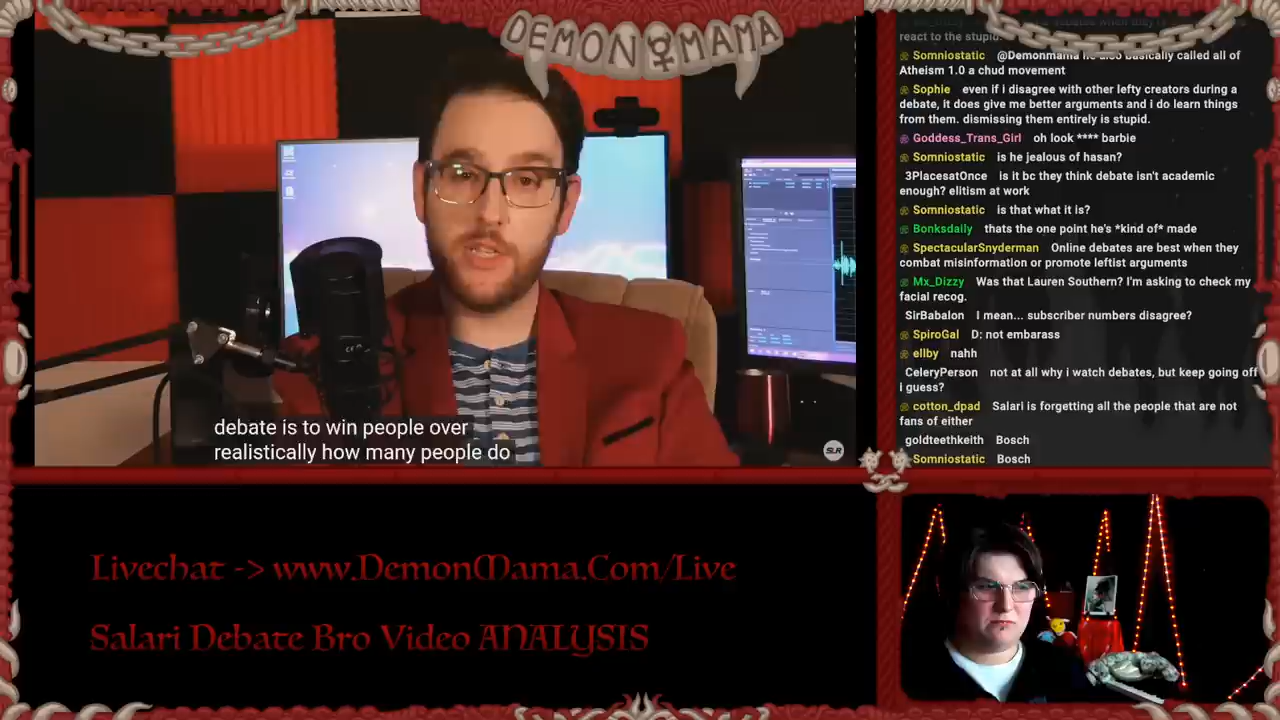 DEMON MAMA
debate is to win people over
realistically how many people do
SLR
react to the stupid.
Somniostatic @Demonmama he also basically called all of
Atheism 1.0 a chud movement
Sophie even if i disagree with other lefty creators during a
debate, it does give me better arguments and i do learn things
from them. dismissing them entirely is stupid.
Goddess_Trans_Girl oh look **** barbie
Somniostatic is he jealous of hasan?
3PlacesatOnce Is it bc they think debate isn't academic
enough? elitism at work
Somniostatic is that what it is?
Bonksdaily thats the one point he's *kind of* made
SpectacularSnyderman Online debates are best when they
combat misinformation or promote leftist arguments
Mx_Dizzy Was that Lauren Southern? I'm asking to check my
facial recog.
SirBabalon I mean... subscriber numbers disagree?
SpiroGal D: not embarass
ellby nahh
CeleryPerson not at all why i watch debates, but keep going off
i guess?
cotton_dpad Salari is forgetting all the people that are not
fans of either
goldteethkeith Bosch
Somniostatic Bosch
Livechat -> www.DemonMama.Com/Live
Salari Debate Bro Video ANALYSIS